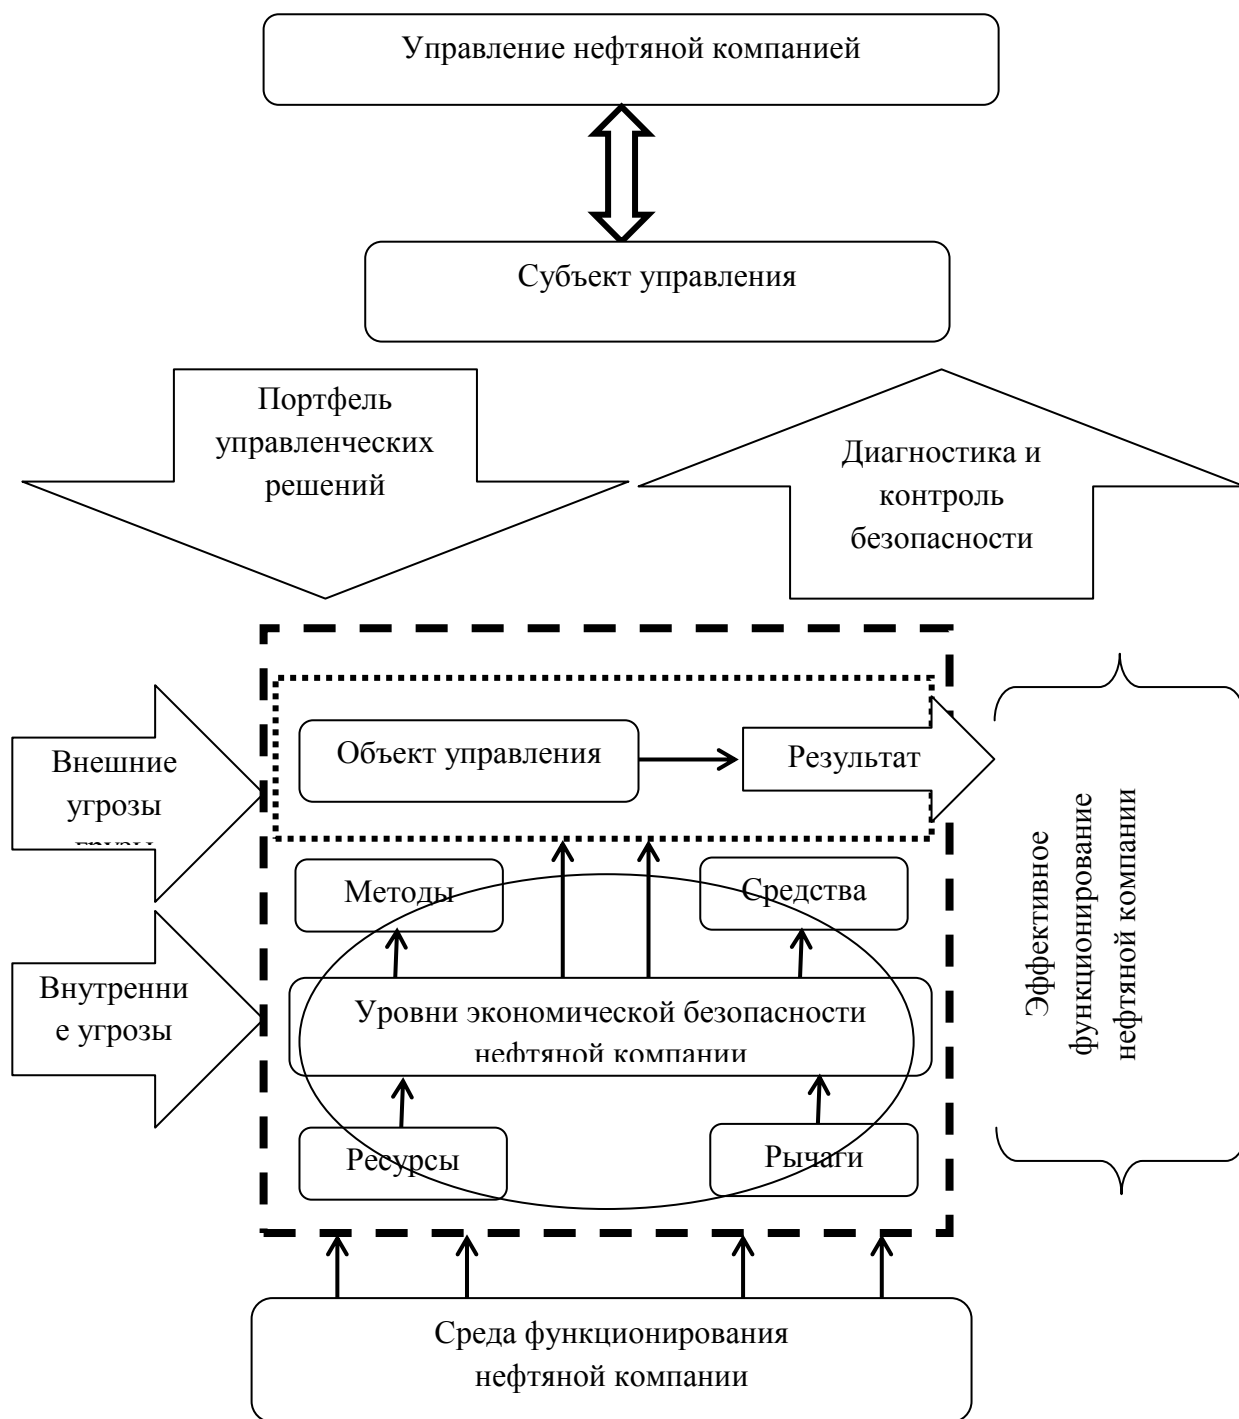 Управление нефтяной компанией
Субъект управления
Портфель
управленческих
решений
Диагностика и
контроль
безопасности
Внешние
угрозы
грузы
Объект управления
Результат
Методы
Средства
Внутренни
е угрозы
Уровни экономической безопасности
нефтяной компании
Ресурсы
Рычаги
Эффективное
функционирование
нефтяной компании
Среда функционирования
нефтяной компании